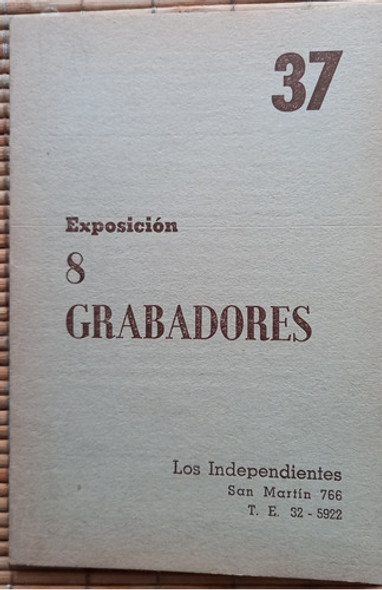 37
Exposición
8
GRABADORES
Los Independientes
San Martín 766
T. E. 32 - 5922